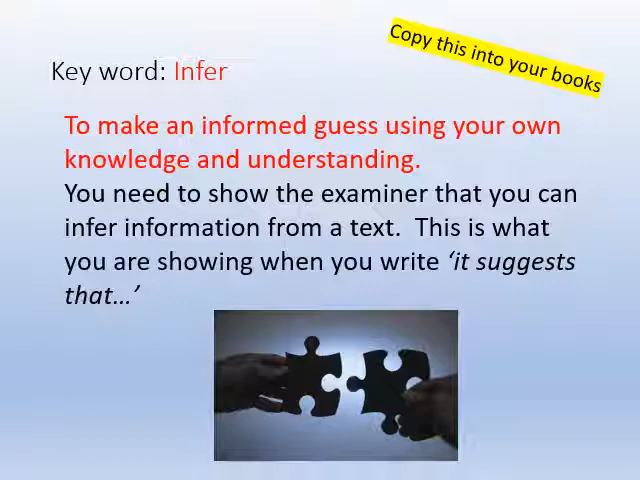 Copy this into your books
Key word: Infer
To make an informed guess using your own
knowledge and understanding.
You need to show the examiner that you can
infer information from a text.  This is what
you are showing when you write ‘it suggests
that…’